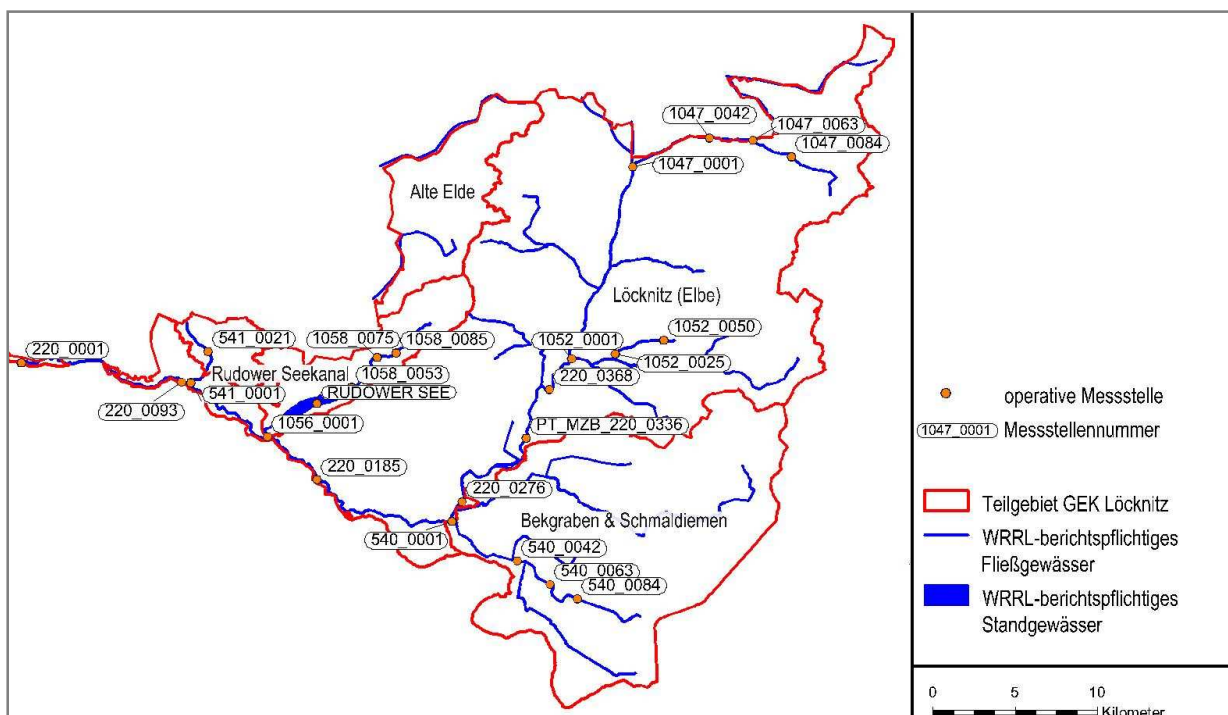 1047_0042
1047_0063
1047_0084
1047_0001
Alte Elde
Löcknitz (Elbe)
541_0021
1058_0075
1058_0085
1052_0001
1052_0050
220_0001
1058_0053
1052_0025
Rudower Seekanal
220_0368
220_0093
541_0001
RUDOWER SEE
1056_0001
PT_MZB_220_0336
220_0185
220_0276
540_0001
Bekgraben & Schmaldiemen
540_0042
540_0063
540_0084
operative Messstelle
1047_0001 Messstellennummer
Teilgebiet GEK Löcknitz
WRRL-berichtspflichtiges
Fließgewässer
WRRL-berichtspflichtiges
Standgewässer
0 5 10
Kilometer